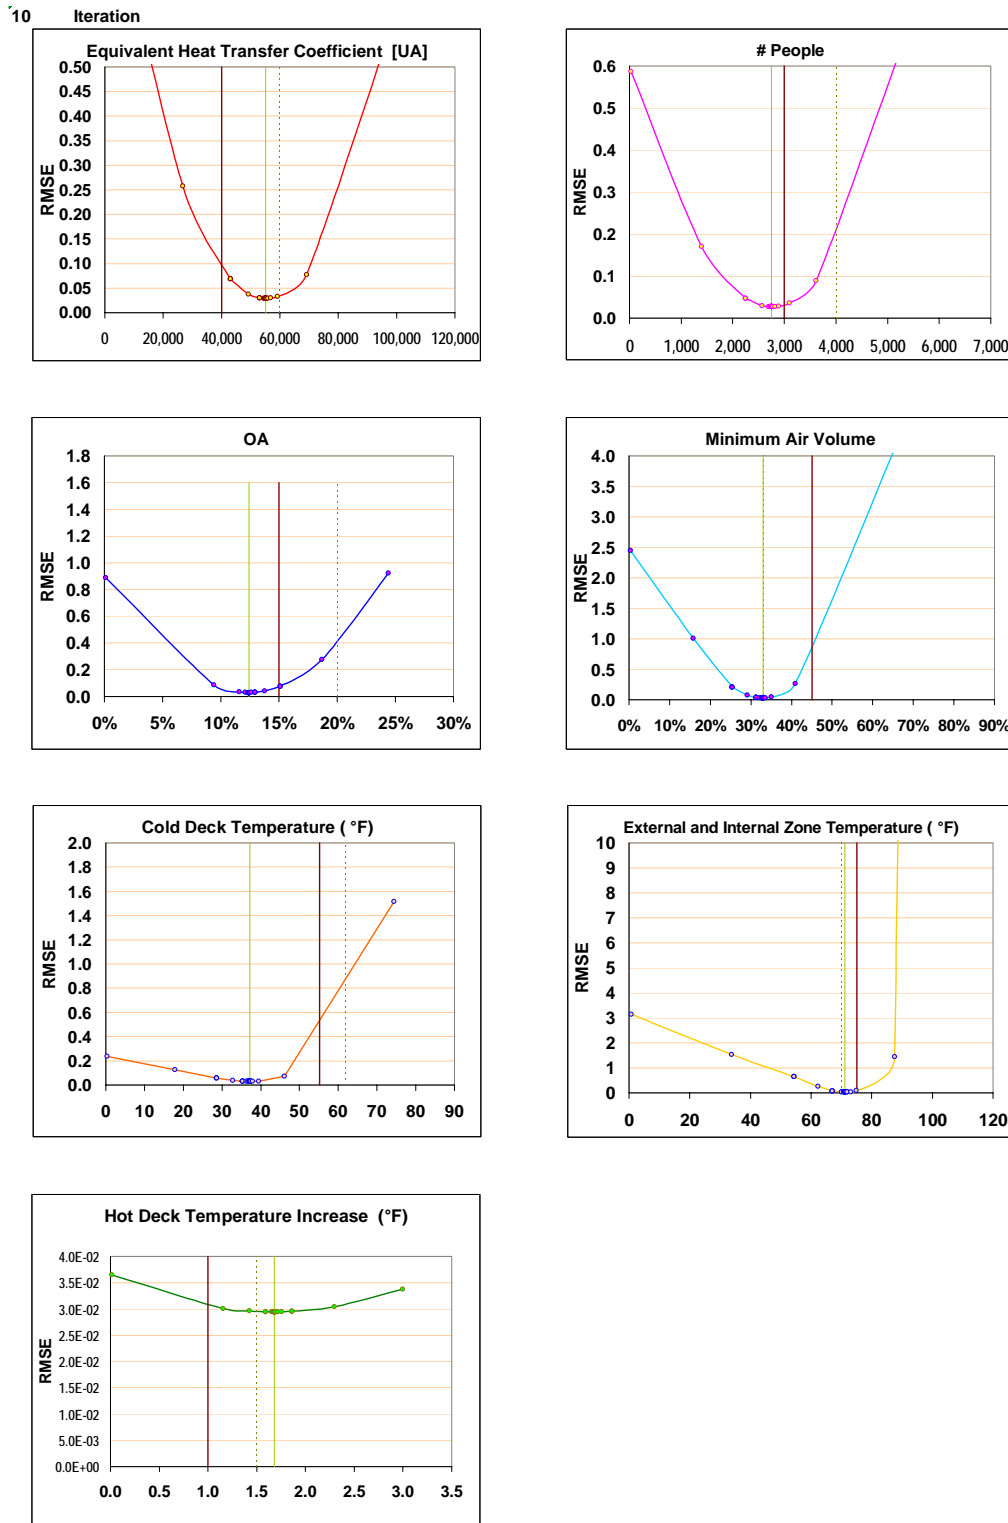 10 Iteration
Equivalent Heat Transfer Coefficient [UA]
0.50
0.45
0.40
0.35
0.30
0.25
0.20
0.15
0.10
0.05
0.00
RMSE
0 20,000 40,000 60,000 80,000 100,000 120,000
# People
0.6
0.5
0.4
0.3
0.2
0.1
0.0
RMSE
0 1,000 2,000 3,000 4,000 5,000 6,000 7,000
OA
1.8
1.6
1.4
1.2
1.0
0.8
0.6
0.4
0.2
0.0
RMSE
0% 5% 10% 15% 20% 25% 30%
Minimum Air Volume
4.0
3.5
3.0
2.5
2.0
1.5
1.0
0.5
0.0
RMSE
0% 10% 20% 30% 40% 50% 60% 70% 80% 90%
Cold Deck Temperature ( °F)
2.0
1.8
1.6
1.4
1.2
1.0
0.8
0.6
0.4
0.2
0.0
RMSE
0 10 20 30 40 50 60 70 80 90
External and Internal Zone Temperature ( °F)
10
9
8
7
6
5
4
3
2
1
0
RMSE
0 20 40 60 80 100 120
Hot Deck Temperature Increase (°F)
4.0E-02
3.5E-02
3.0E-02
2.5E-02
2.0E-02
1.5E-02
1.0E-02
5.0E-03
0.0E+00
RMSE
0.0 0.5 1.0 1.5 2.0 2.5 3.0 3.5